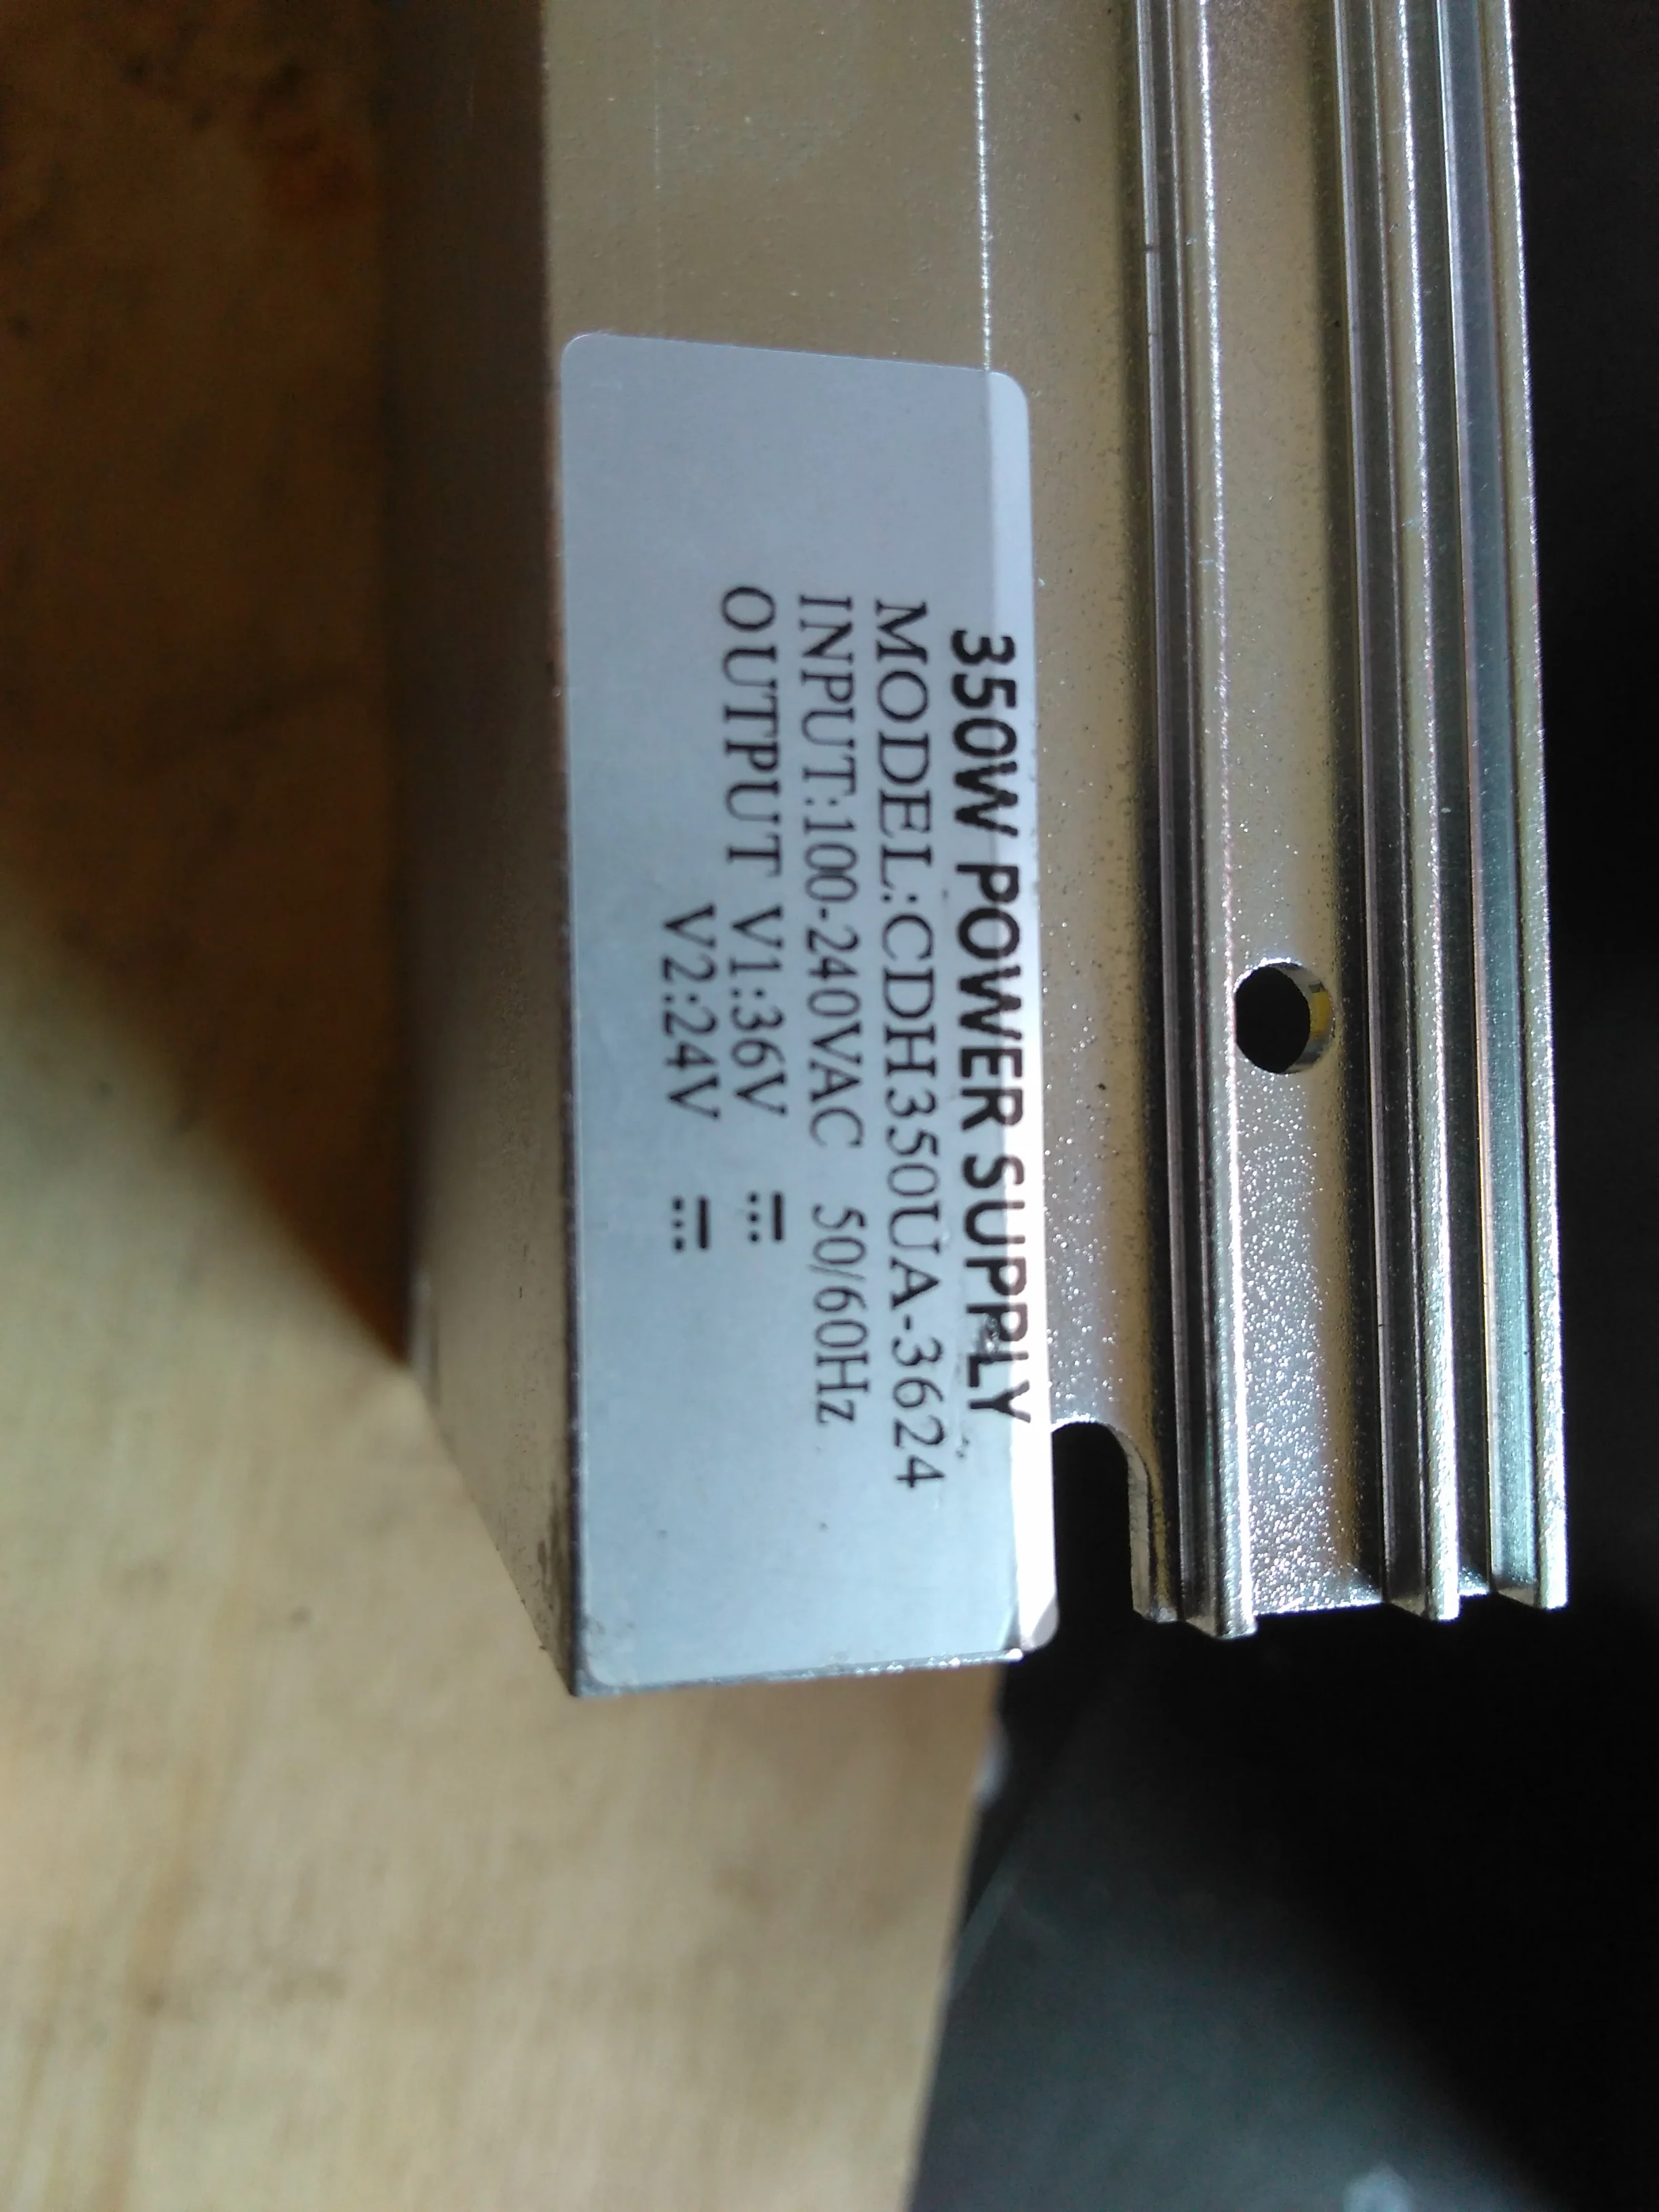 350W POWER SUPPLY
MODEL:CDH350UA-3624
INPUT:100-240VAC 50/60Hz
OUTPUT V1:36V ⎓
V2:24V ⎓